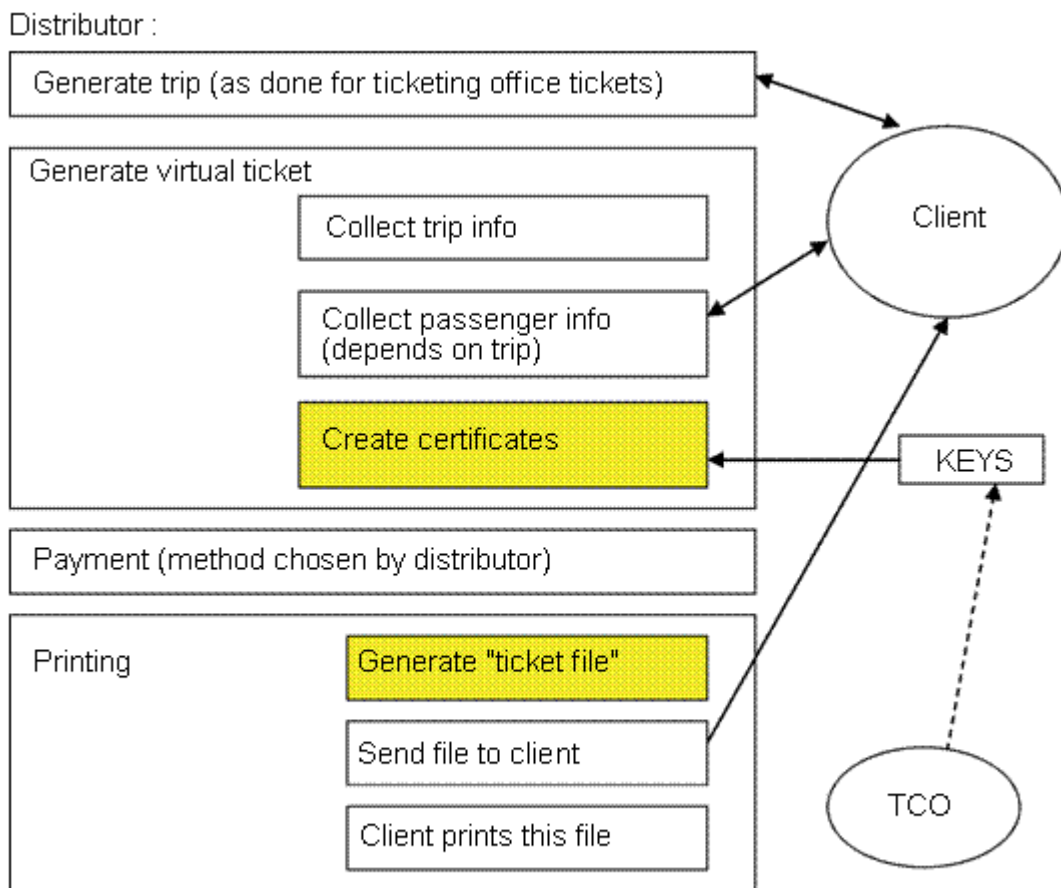 Distributor :
Generate trip (as done for ticketing office tickets)
Generate virtual ticket
Collect trip info
Client
Collect passenger info
(depends on trip)
Create certificates
KEYS
Payment (method chosen by distributor)
Printing
Generate "ticket file"
Send file to client
TCO
Client prints this file